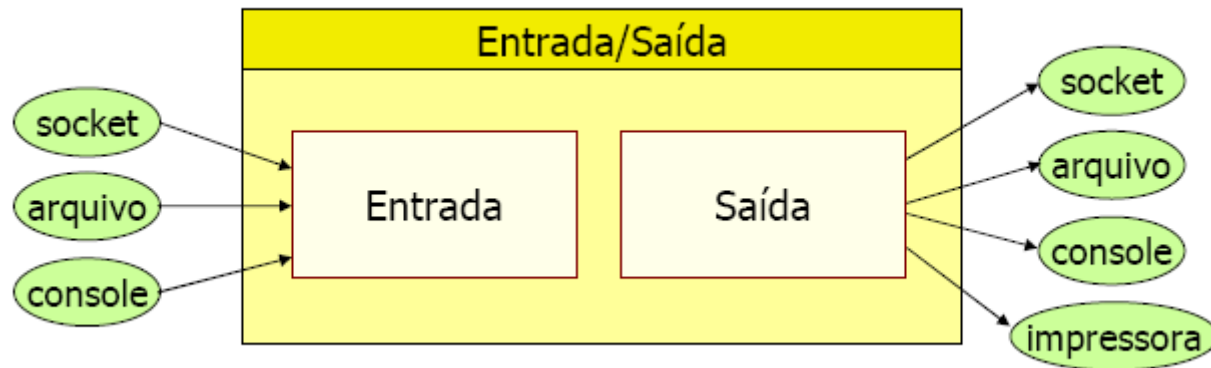 Entrada/Saída
socket
arquivo
console
Entrada
Saída
socket
arquivo
console
impressora